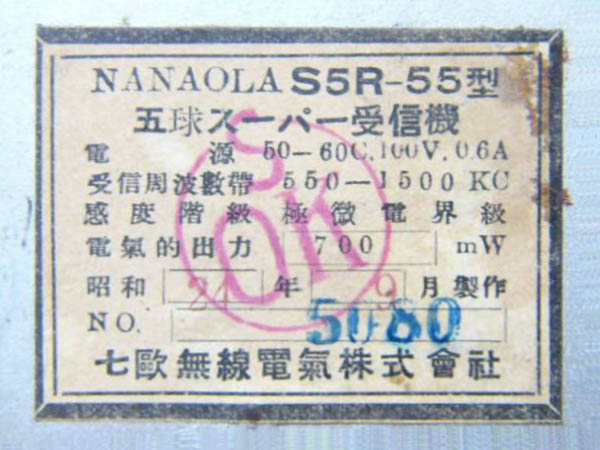 NANAOLA S5R-55型
五球スーパー受信機
電源 50-60C.100V.0.6A
受信周波數帶 550-1500 KC
感度階級 極微電界級
電氣的出力 700 mW
昭和 24 年 9 月製作
NO. 5080
七歐無線電氣株式會社
OK